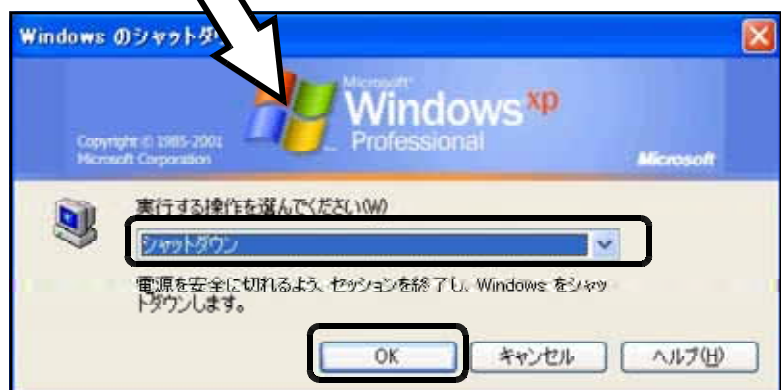 Windows のシャットダ
Microsoft
Windows xp
Professional
Copyright © 1985-2001
Microsoft Corporation
Microsoft
実行する操作を選んでください(W)
シャットダウン
電源を安全に切れるよう、セッションを終了し、Windows をシャッ
トダウンします。
OK
キャンセル
ヘルプ(H)